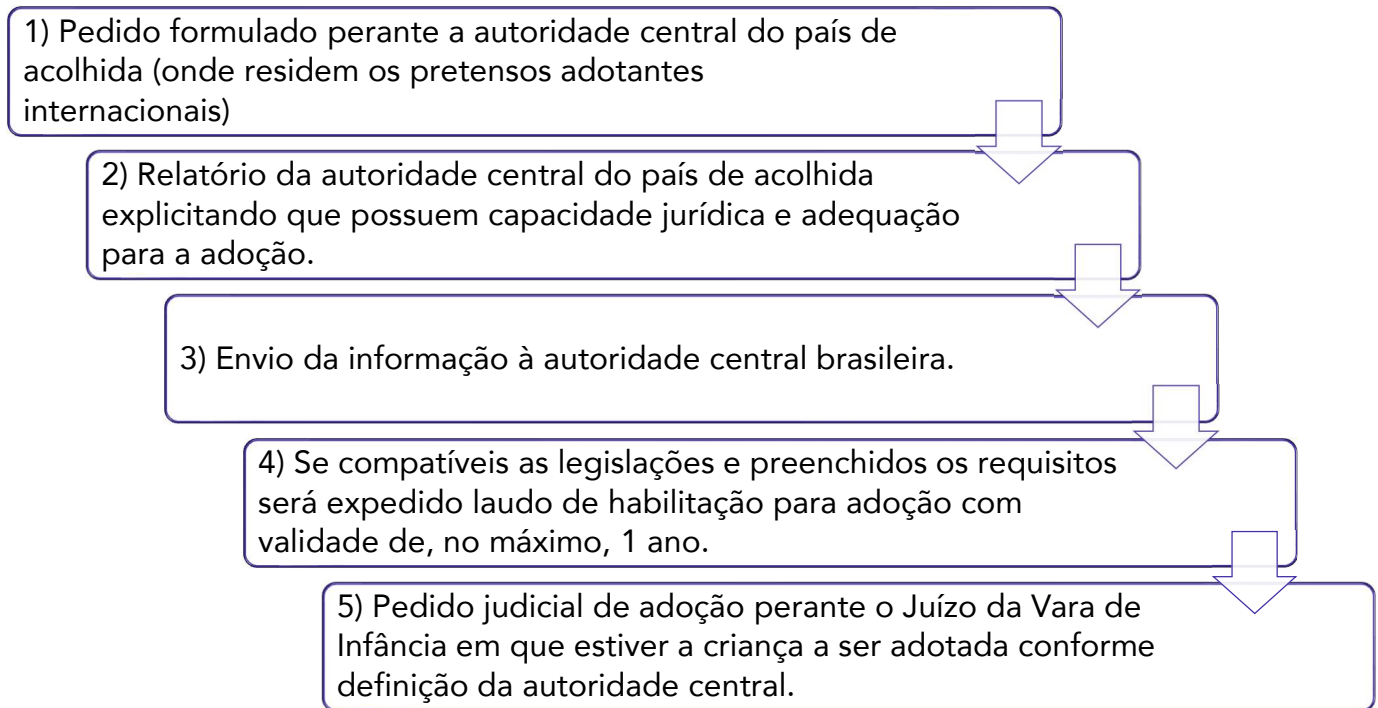 1) Pedido formulado perante a autoridade central do país de
acolhida (onde residem os pretensos adotantes
internacionais)
2) Relatório da autoridade central do país de acolhida
explicitando que possuem capacidade jurídica e adequação
para a adoção.
3) Envio da informação à autoridade central brasileira.
4) Se compatíveis as legislações e preenchidos os requisitos
será expedido laudo de habilitação para adoção com
validade de, no máximo, 1 ano.
5) Pedido judicial de adoção perante o Juízo da Vara de
Infância em que estiver a criança a ser adotada conforme
definição da autoridade central.